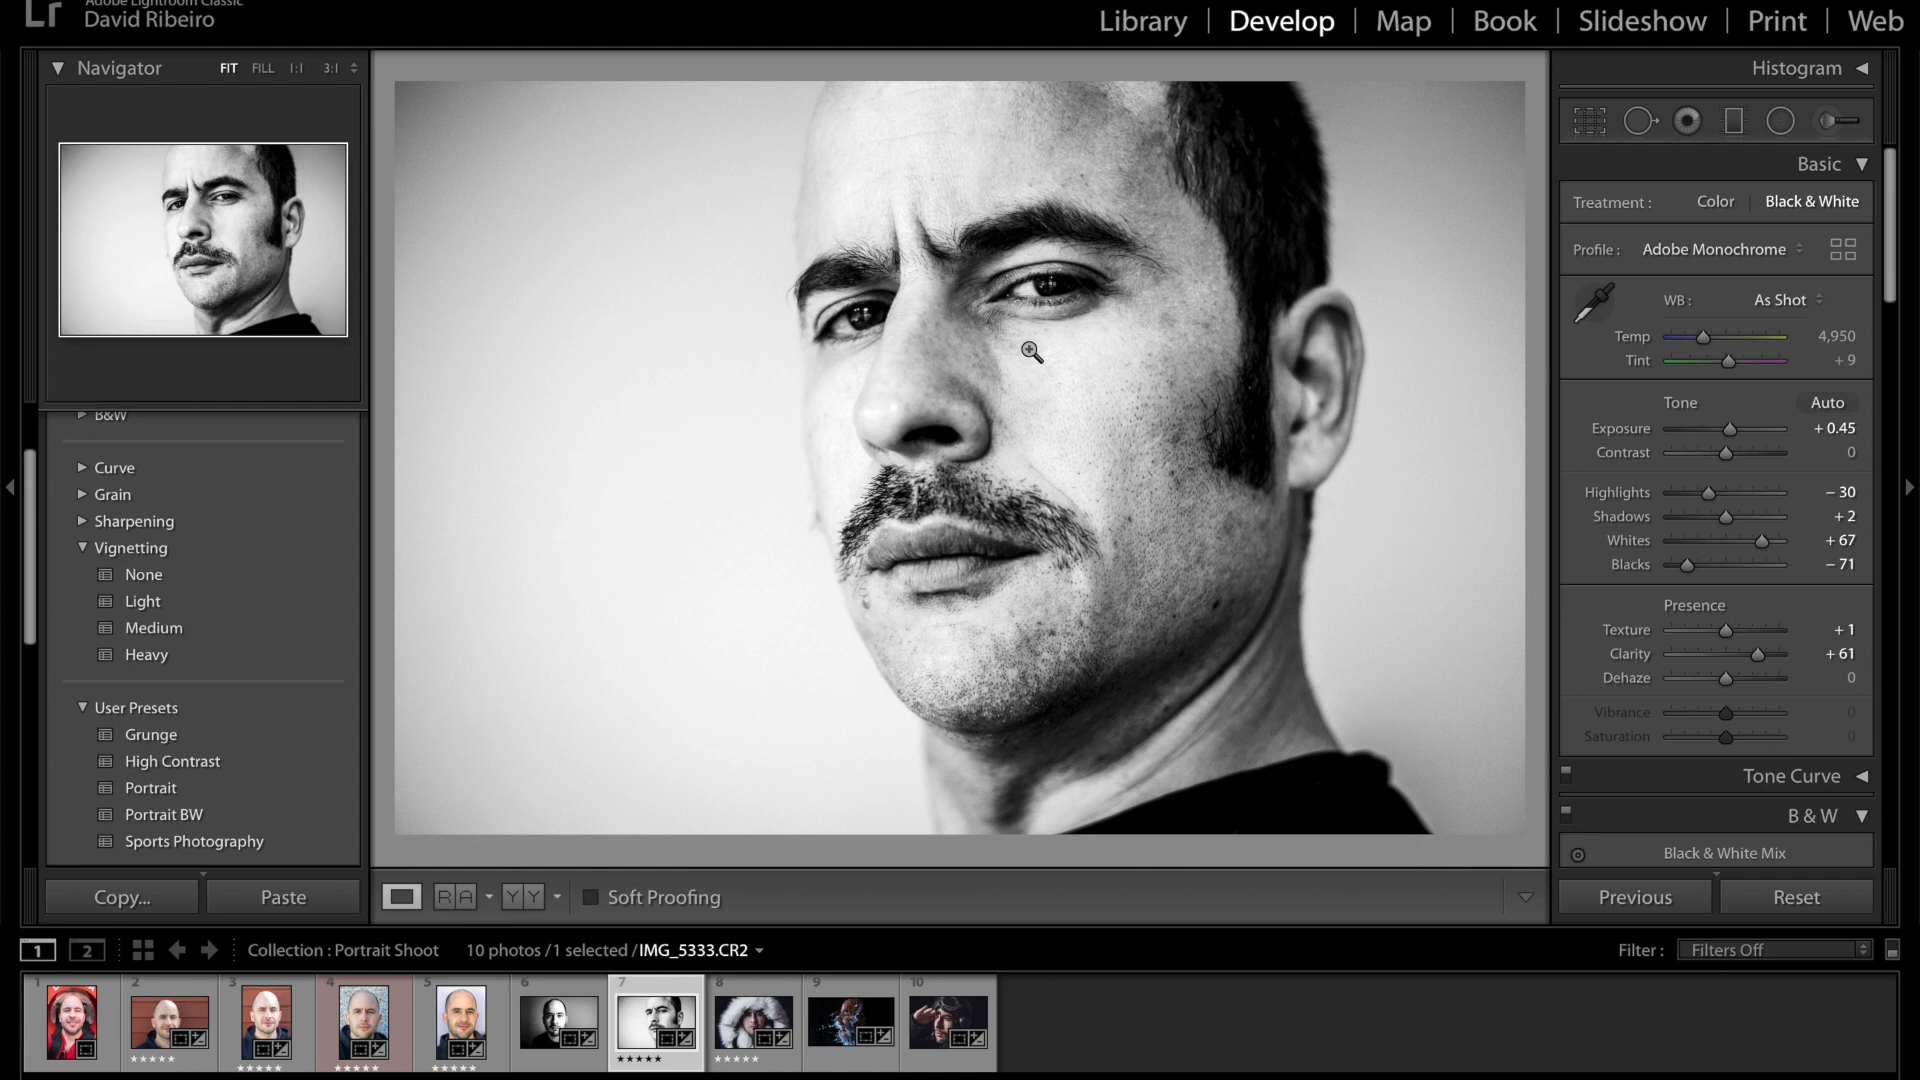 Lr
Adobe Lightroom Classic
David Ribeiro
Library | Develop | Map | Book | Slideshow | Print | Web
Navigator FIT FILL 1:1 3:1
B&W
Curve
Grain
Sharpening
Vignetting
None
Light
Medium
Heavy
User Presets
Grunge
High Contrast
Portrait
Portrait BW
Sports Photography
Copy... Paste
R A Y Y Soft Proofing
Histogram
Basic
Treatment : Color | Black & White
Profile : Adobe Monochrome
WB : As Shot
Temp 4,950
Tint + 9
Tone Auto
Exposure + 0.45
Contrast 0
Highlights – 30
Shadows + 2
Whites + 67
Blacks – 71
Presence
Texture + 1
Clarity + 61
Dehaze 0
Vibrance 0
Saturation 0
Tone Curve
B & W
Black & White Mix
Previous Reset
1 2 Collection : Portrait Shoot 10 photos / 1 selected / IMG_5333.CR2 Filter : Filters Off
1 2 3 4 5 6 7 8 9 10